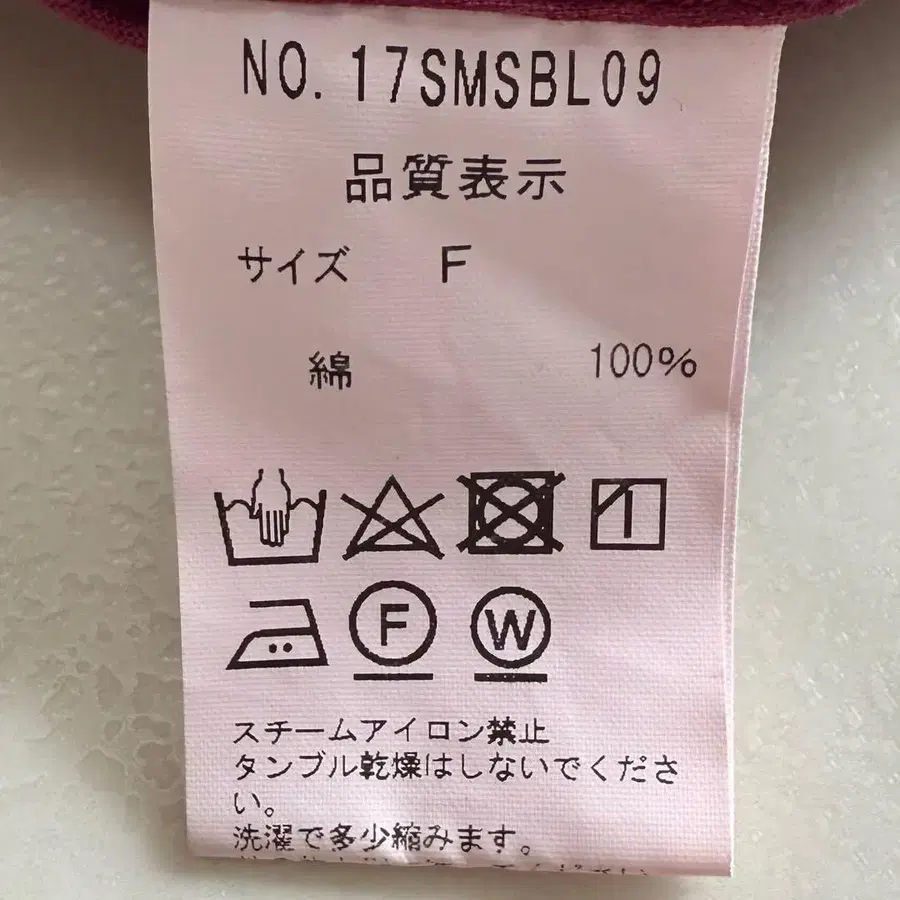 NO. 17SMSBL09
品質表示
サイズ F
綿 100%
F W
スチームアイロン禁止
タンブル乾燥はしないでくださ
い。
洗濯で多少縮みます。